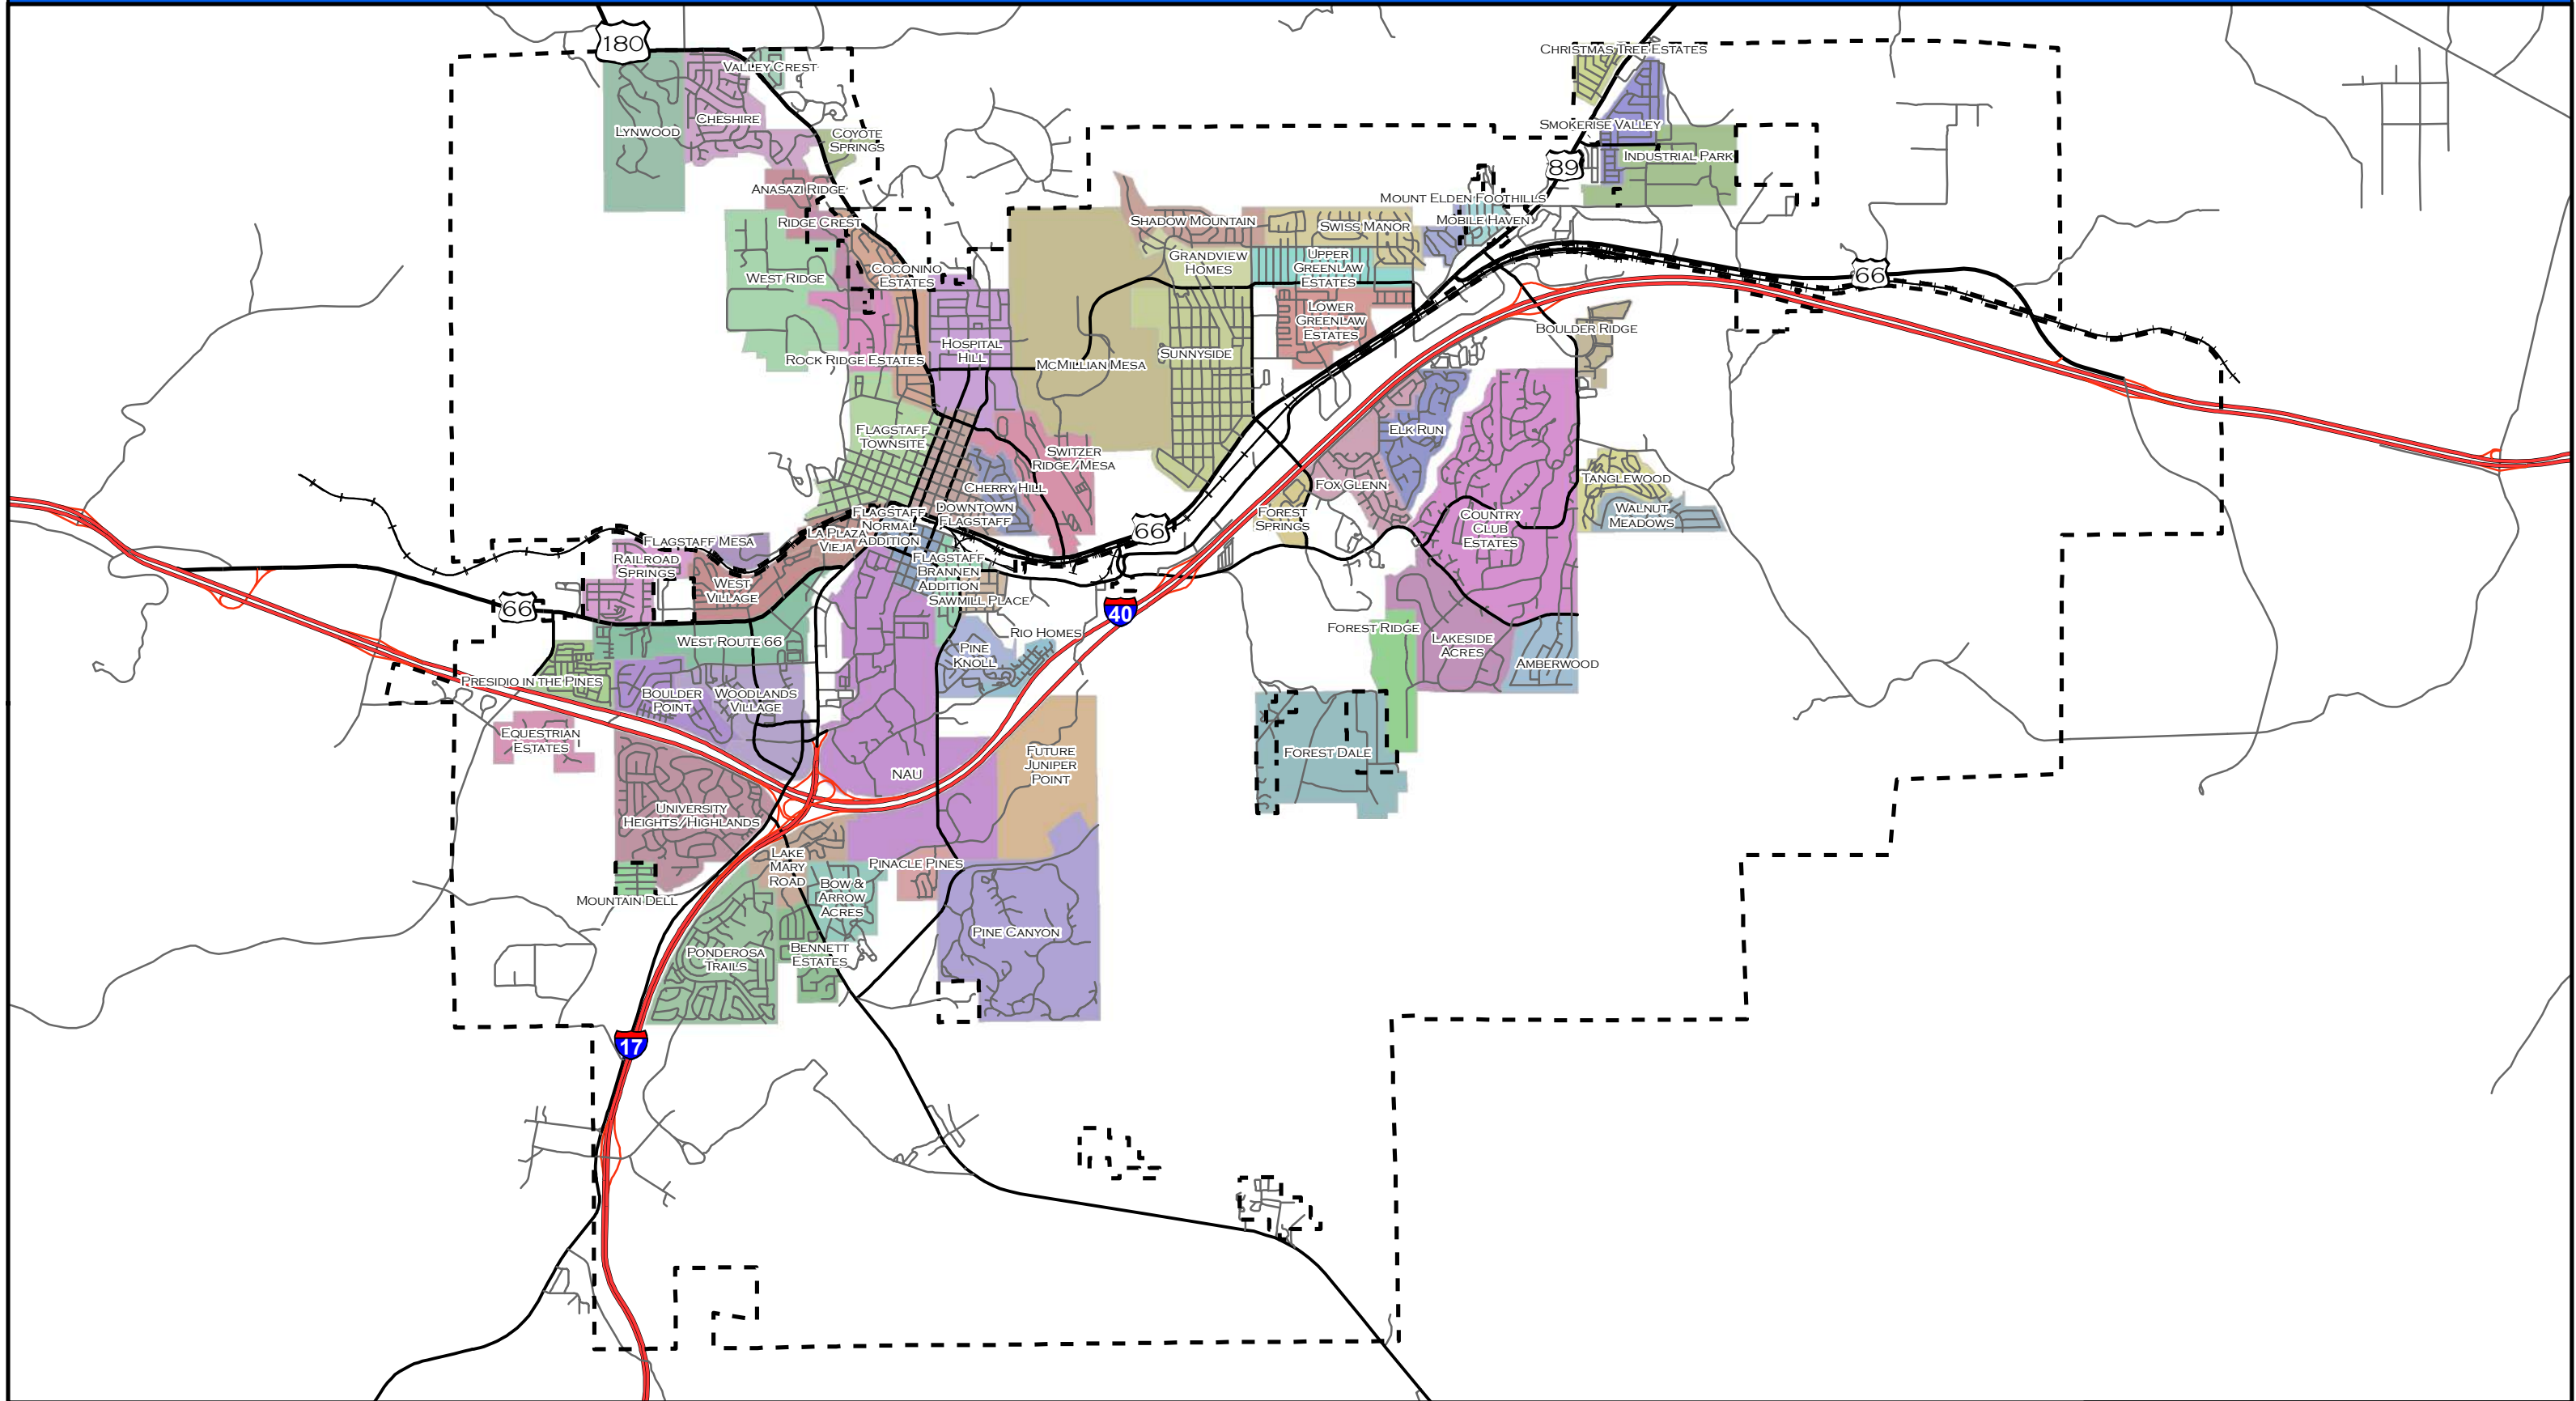 180
CHRISTMAS TREE ESTATES
VALLEY CREST
CHESHIRE
LYNWOOD
COYOTE
SPRINGS
SMOKERISE VALLEY
INDUSTRIAL PARK
89
ANASAZI RIDGE
MOUNT ELDEN FOOTHILLS
RIDGE CREST
SHADOW MOUNTAIN
SWISS MANOR
MOBILE HAVEN
WEST RIDGE
COCONINO
ESTATES
GRANDVIEW
HOMES
UPPER
GREENLAW
ESTATES
66
LOWER
GREENLAW
ESTATES
BOULDER RIDGE
ROCK RIDGE ESTATES
HOSPITAL
HILL
MCMILLIAN MESA
SUNNYSIDE
FLAGSTAFF
TOWNSITE
ELK RUN
SWITZER
RIDGE/MESA
CHERRY HILL
FOX GLENN
TANGLEWOOD
DOWNTOWN
FLAGSTAFF
FLAGSTAFF
NORMAL
ADDITION
FOREST
SPRINGS
COUNTRY
CLUB
ESTATES
WALNUT
MEADOWS
66
LA PLAZA
VIEJA
FLAGSTAFF MESA
RAILROAD
SPRINGS
WEST
VILLAGE
FLAGSTAFF
BRANNEN
ADDITION
SAWMILL PLACE
66
40
WEST ROUTE 66
RIO HOMES
PINE
KNOLL
FOREST RIDGE
LAKESIDE
ACRES
AMBERWOOD
PRESIDIO IN THE PINES
BOULDER
POINT
WOODLANDS
VILLAGE
EQUESTRIAN
ESTATES
FOREST DALE
NAU
FUTURE
JUNIPER
POINT
UNIVERSITY
HEIGHTS/HIGHLANDS
LAKE
MARY
ROAD
PINACLE PINES
BOW &
ARROW
ACRES
MOUNTAIN DELL
PINE CANYON
PONDEROSA
TRAILS
BENNETT
ESTATES
17